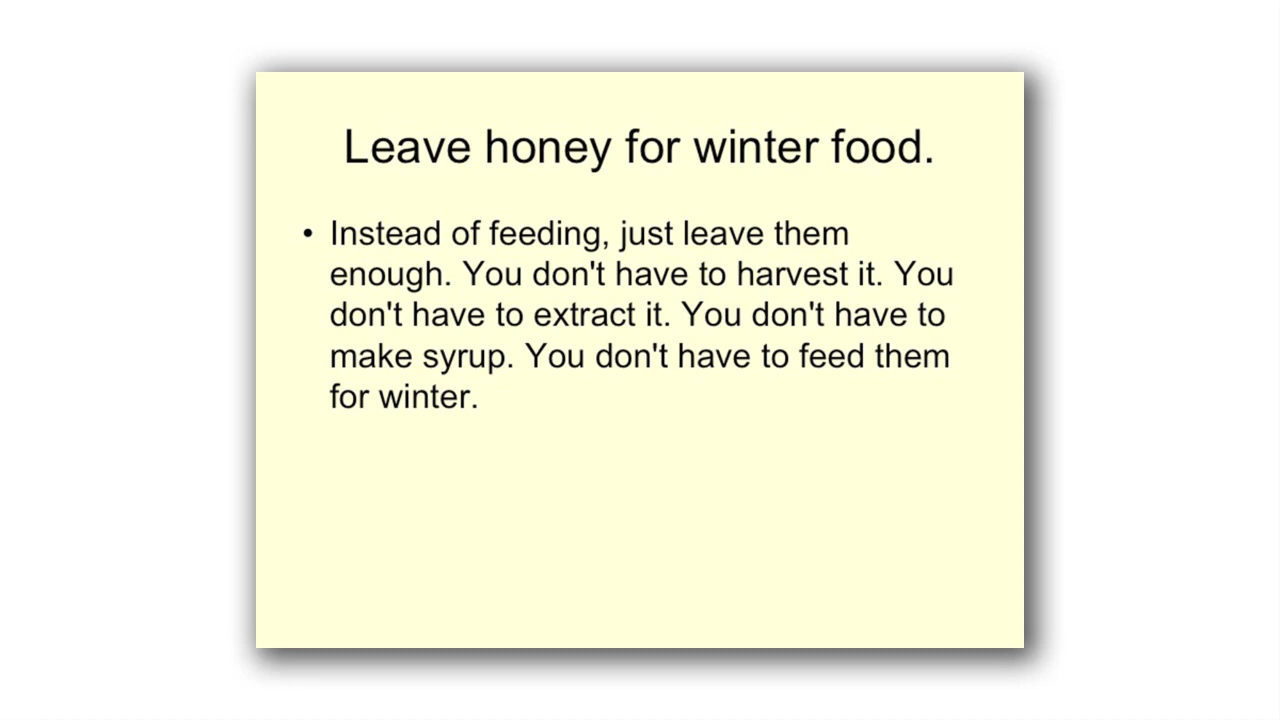 Leave honey for winter food.
• Instead of feeding, just leave them
enough. You don't have to harvest it. You
don't have to extract it. You don't have to
make syrup. You don't have to feed them
for winter.